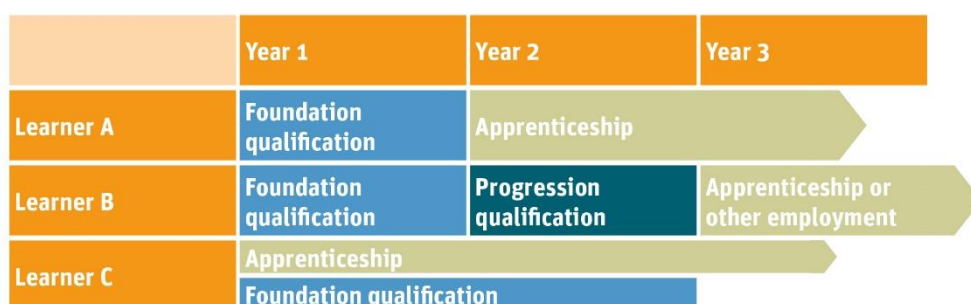 Year 1
Year 2
Year 3
Learner A
Foundation
qualification
Apprenticeship
Learner B
Foundation
qualification
Progression
qualification
Apprenticeship or
other employment
Learner C
Apprenticeship
Foundation qualification